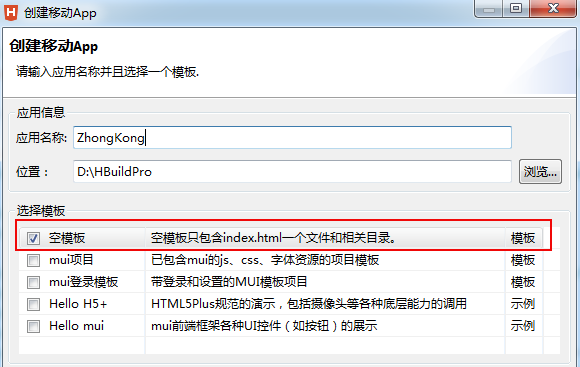 创建移动App
创建移动App
请输入应用名称并且选择一个模板.
应用信息
应用名称: ZhongKong
位置: D:\HBuildPro 浏览...
选择模板
空模板 空模板只包含index.html一个文件和相关目录。 模板
mui项目 已包含mui的js、css、字体资源的项目模板 模板
mui登录模板 带登录和设置的MUI模板项目 模板
Hello H5+ HTML5Plus规范的演示，包括摄像头等各种底层能力的调用 示例
Hello mui mui前端框架各种UI控件（如按钮）的展示 示例